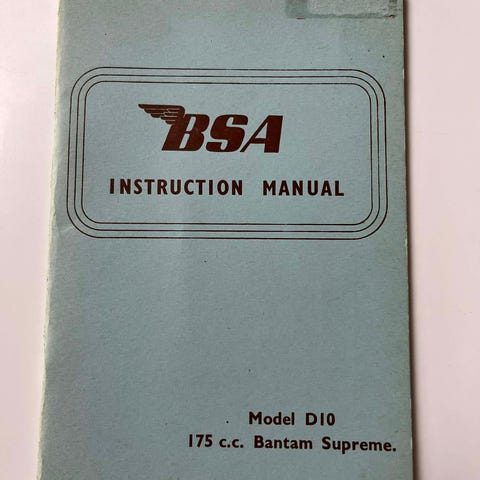 BSA
INSTRUCTION MANUAL
Model D10
175 c.c. Bantam Supreme.